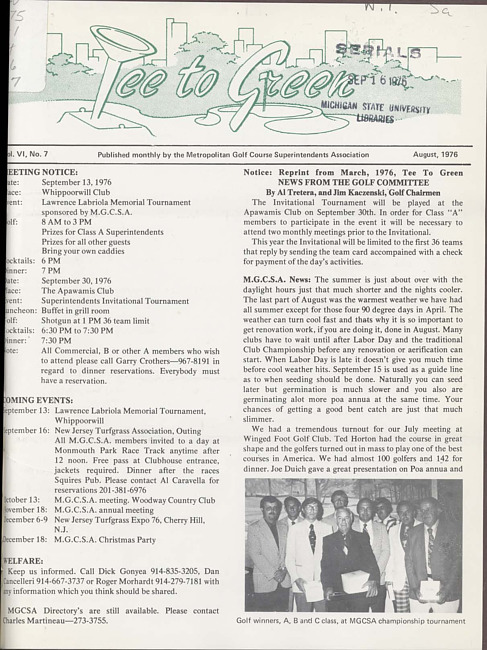 Tee to Green
SERIALS
SEP 16 1976
MICHIGAN STATE UNIVERSITY
LIBRARIES
ol. VI, No. 7 Published monthly by the Metropolitan Golf Course Superintendents Association August, 1976
EETING NOTICE:
ate: September 13, 1976
ace: Whippoorwill Club
vent: Lawrence Labriola Memorial Tournament
sponsored by M.G.C.S.A.
olf: 8 AM to 3 PM
Prizes for Class A Superintendents
Prizes for all other guests
Bring your own caddies
ocktails: 6 PM
inner: 7 PM
ate: September 30, 1976
lace: The Apawamis Club
vent: Superintendents Invitational Tournament
uncheon: Buffet in grill room
olf: Shotgun at 1 PM 36 team limit
ocktails: 6:30 PM to 7:30 PM
inner: 7:30 PM
ote: All Commercial, B or other A members who wish
to attend please call Garry Crothers—967-8191 in
regard to dinner reservations. Everybody must
have a reservation.
OMING EVENTS:
eptember 13: Lawrence Labriola Memorial Tournament,
Whippoorwill
eptember 16: New Jersey Turfgrass Association, Outing
All M.G.C.S.A. members invited to a day at
Monmouth Park Race Track anytime after
12 noon. Free pass at Clubhouse entrance,
jackets required. Dinner after the races
Squires Pub. Please contact Al Caravella for
reservations 201-381-6976
ctober 13: M.G.C.S.A. meeting. Woodway Country Club
ovember 18: M.G.C.S.A. annual meeting
ecember 6-9 New Jersey Turfgrass Expo 76, Cherry Hill,
N.J.
ecember 18: M.G.C.S.A. Christmas Party
WELFARE:
Keep us informed. Call Dick Gonyea 914-835-3205, Dan
ancelleri 914-667-3737 or Roger Morhardt 914-279-7181 with
ny information which you think should be shared.
MGCSA Director's are still available. Please contact
harles Martineau—273-3755.
Notice: Reprint from March, 1976, Tee To Green
NEWS FROM THE GOLF COMMITTEE
By Al Tretera, and Jim Kaczenski, Golf Chairmen
The Invitational Tournament will be played at the
Apawamis Club on September 30th. In order for Class "A"
members to participate in the event it will be necessary to
attend two monthly meetings prior to the Invitational.
This year the Invitational will be limited to the first 36 teams
that reply by sending the team card accompained with a check
for payment of the day's activities.
M.G.C.S.A. News: The summer is just about over with the
daylight hours just that much shorter and the nights cooler.
The last part of August was the warmest weather we have had
all summer except for those four 90 degree days in April. The
weather can turn cool fast and thats why it is so important to
get renovation work, if you are doing it, done in August. Many
clubs have to wait until after Labor Day and the traditional
Club Championship before any renovation or aerification can
start. When Labor Day is late it doesn't give you much time
before cool weather hits. September 15 is used as a guide line
as to when seeding should be done. Naturally you can seed
later but germination is much slower and you also are
germinating alot more poa annua at the same time. Your
chances of getting a good bent catch are just that much
slimmer.
We had a tremendous turnout for our July meeting at
Winged Foot Golf Club. Ted Horton had the course in great
shape and the golfers turned out in mass to play one of the best
courses in America. We had almost 100 golfers and 142 for
dinner. Joe Duich gave a great presentation on Poa annua and
Golf winners, A, B and C class, at MGCSA championship tournament